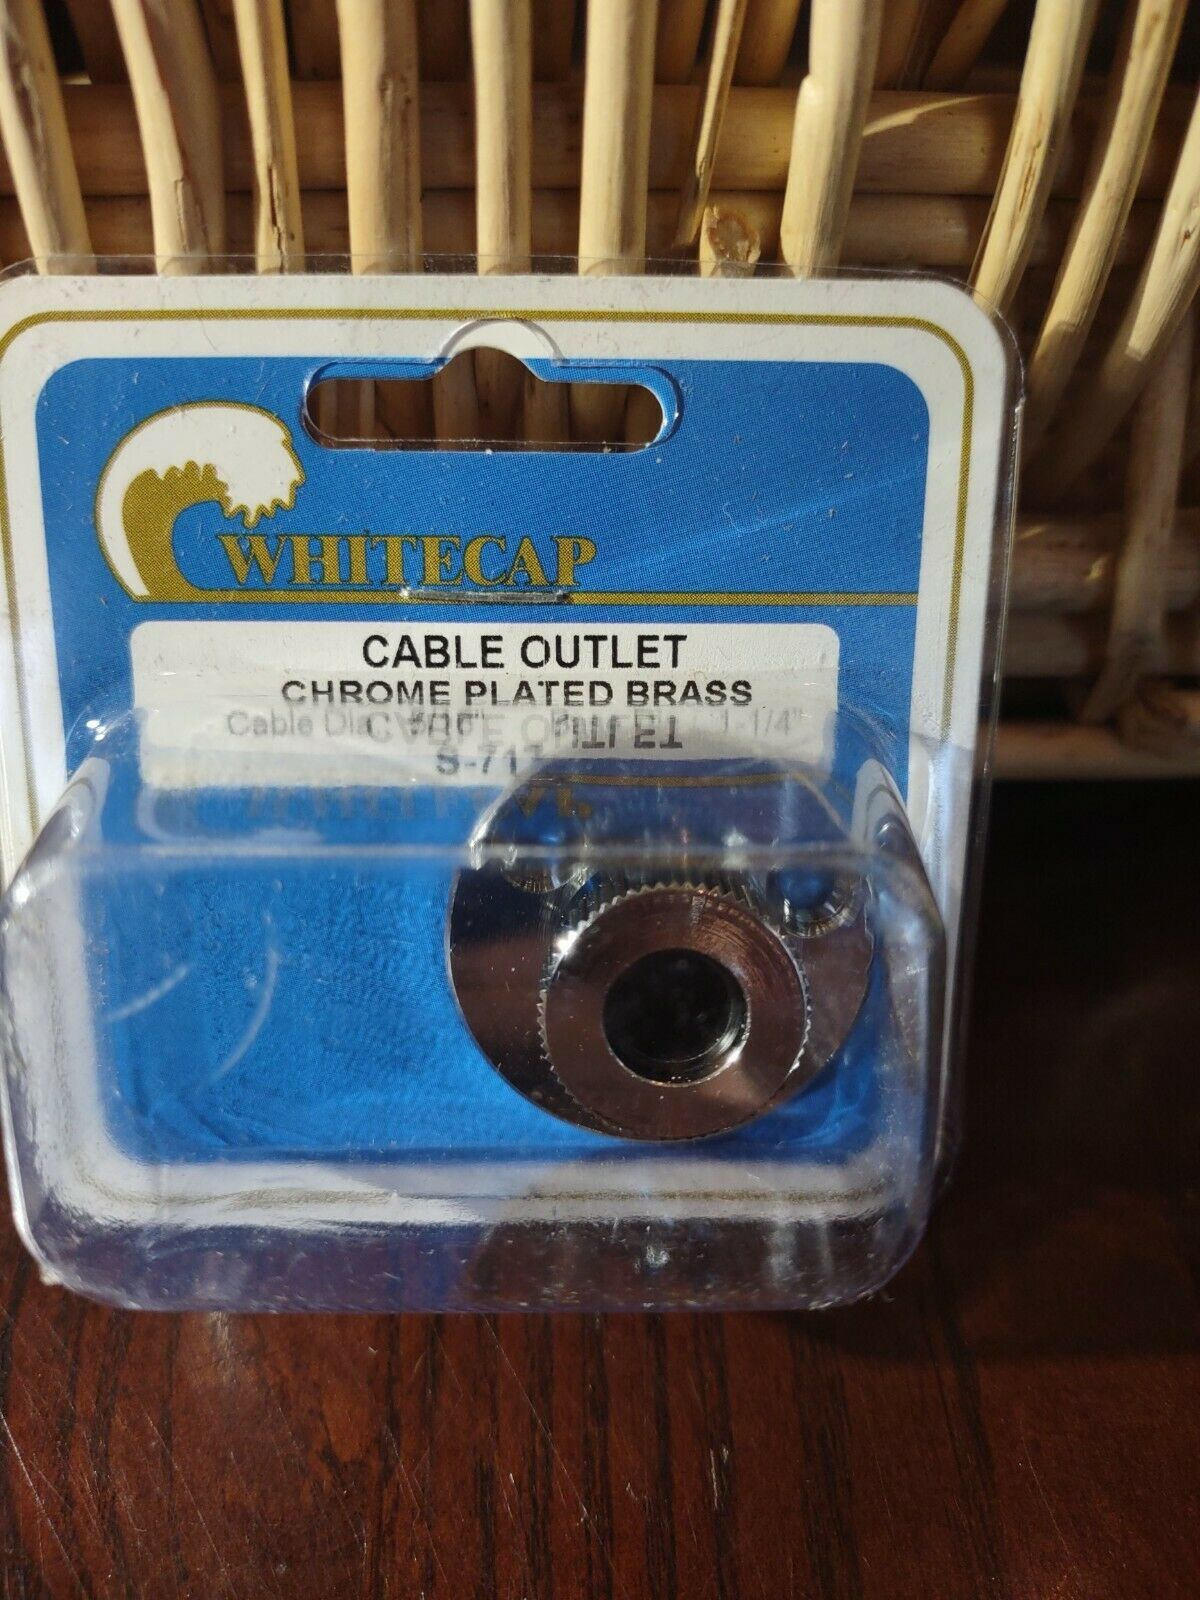 WHITECAP
CABLE OUTLET
CHROME PLATED BRASS
Cable Dia. 1-1/4"